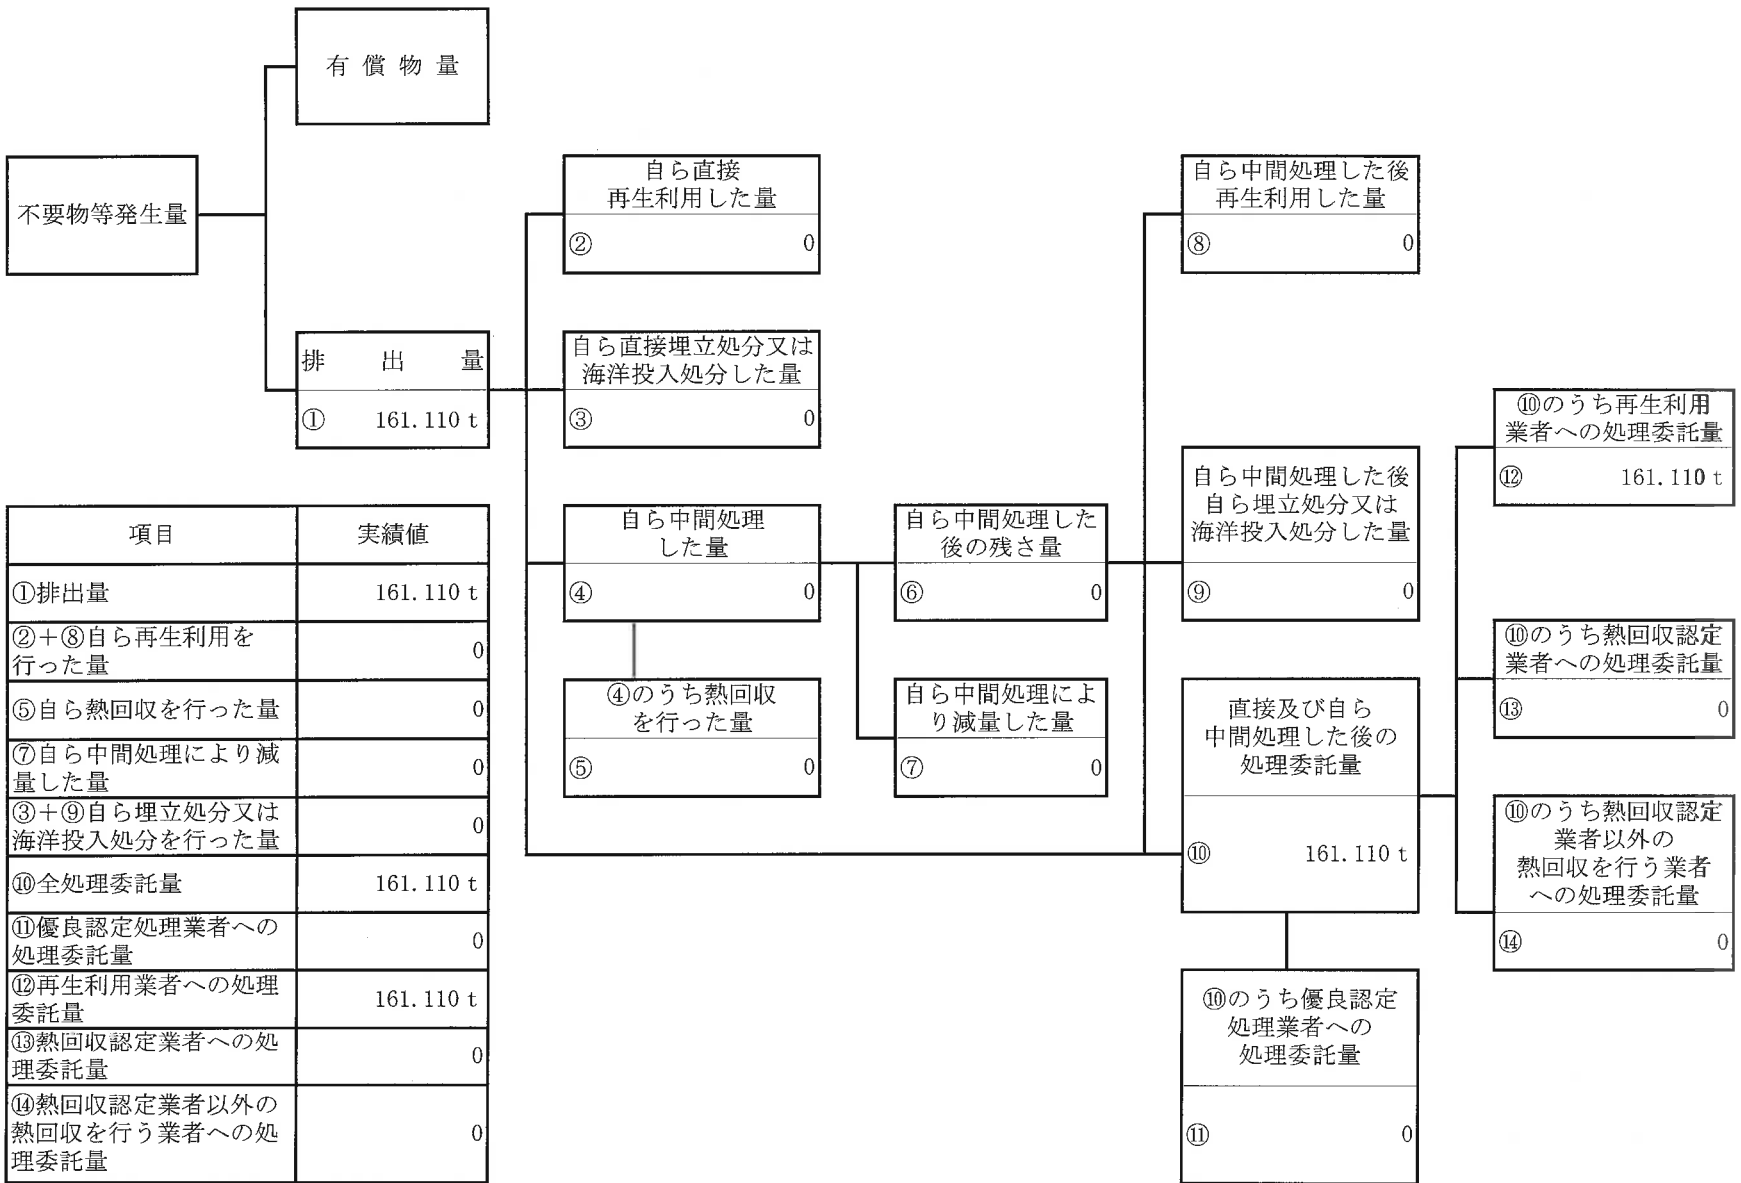 有償物量
不要物等発生量
排出量
① 161.110 t
自ら直接
再生利用した量
② 0
自ら直接埋立処分又は
海洋投入処分した量
③ 0
自ら中間処理
した量
④ 0
④のうち熱回収
を行った量
⑤ 0
自ら中間処理した
後の残さ量
⑥ 0
自ら中間処理によ
り減量した量
⑦ 0
自ら中間処理した後
再生利用した量
⑧ 0
自ら中間処理した後
自ら埋立処分又は
海洋投入処分した量
⑨ 0
直接及び自ら
中間処理した後の
処理委託量
⑩ 161.110 t
⑩のうち優良認定
処理業者への
処理委託量
⑪ 0
⑩のうち再生利用
業者への処理委託量
⑫ 161.110 t
⑩のうち熱回収認定
業者への処理委託量
⑬ 0
⑩のうち熱回収認定
業者以外の
熱回収を行う業者
への処理委託量
⑭ 0
項目 実績値
①排出量 161.110 t
②+⑧自ら再生利用を
行った量 0
⑤自ら熱回収を行った量 0
⑦自ら中間処理により減
量した量 0
③+⑨自ら埋立処分又は
海洋投入処分を行った量 0
⑩全処理委託量 161.110 t
⑪優良認定処理業者への
処理委託量 0
⑫再生利用業者への処理
委託量 161.110 t
⑬熱回収認定業者への処
理委託量 0
⑭熱回収認定業者以外の
熱回収を行う業者への処
理委託量 0